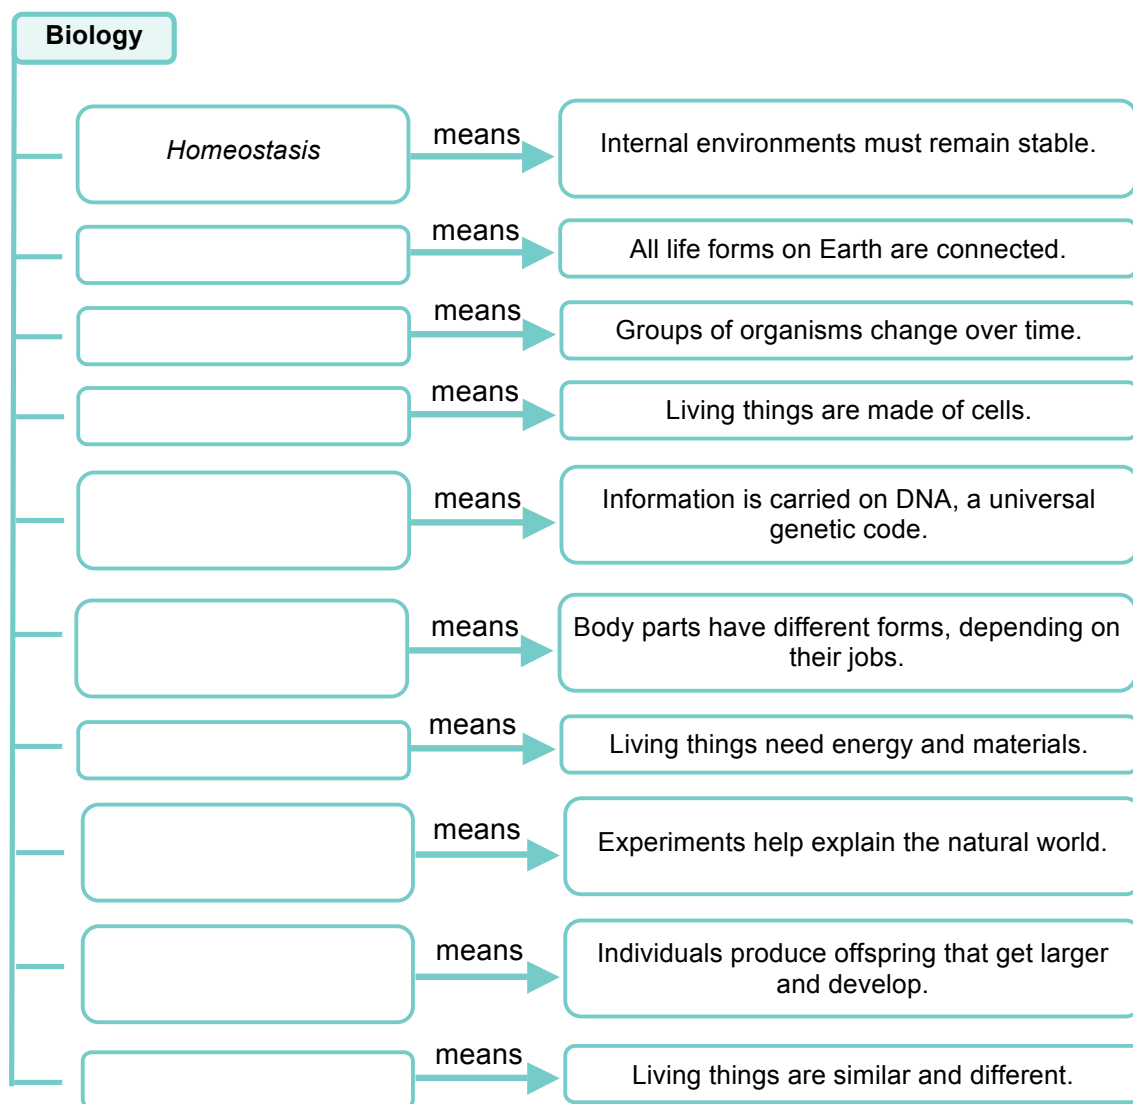 Biology
Homeostasis
means
Internal environments must remain stable.
means
All life forms on Earth are connected.
means
Groups of organisms change over time.
means
Living things are made of cells.
means
Information is carried on DNA, a universal
genetic code.
means
Body parts have different forms, depending on
their jobs.
means
Living things need energy and materials.
means
Experiments help explain the natural world.
means
Individuals produce offspring that get larger
and develop.
means
Living things are similar and different.